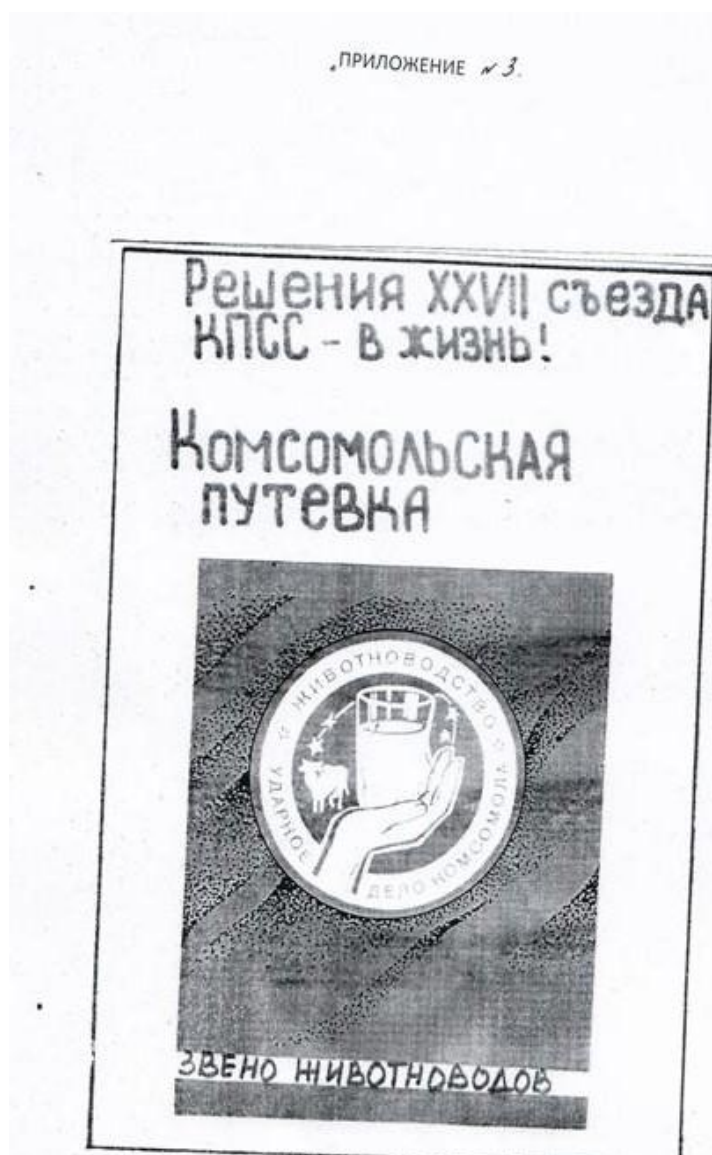 ПРИЛОЖЕНИЕ № 3.
Решения XXVII съезда
КПСС - в жизнь!
Комсомольская
путевка
☆ ЖИВОТНОВОДСТВО ☆
УДАРНОЕ ДЕЛО КОМСОМОЛА
ЗВЕНО ЖИВОТНОВОДОВ